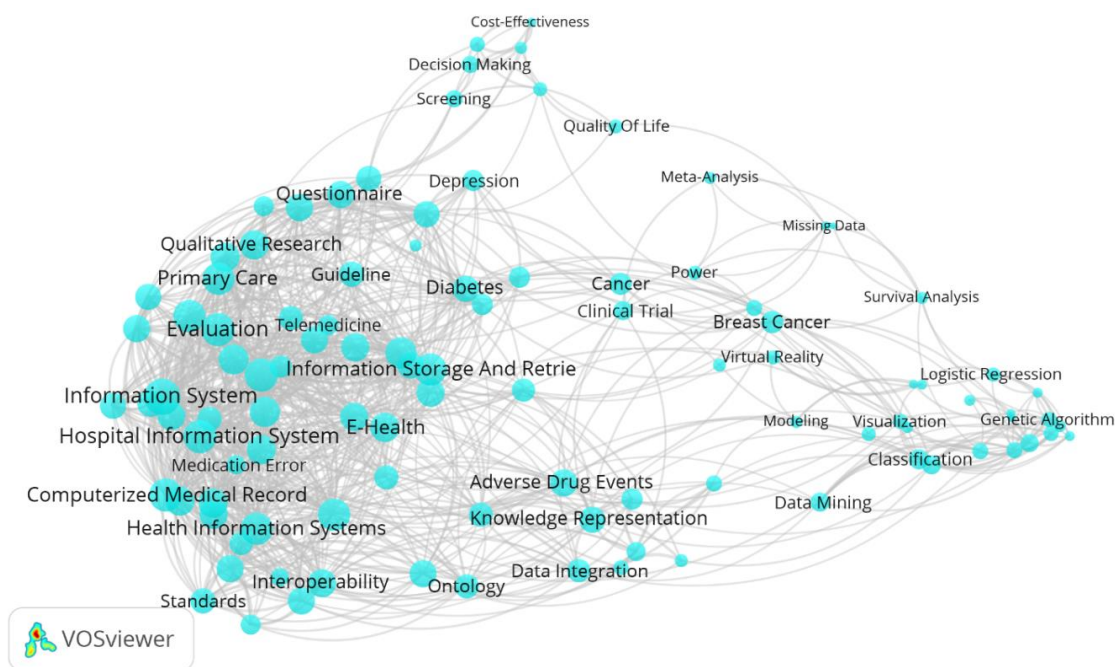 Cost-Effectiveness
Decision Making
Screening
Quality Of Life
Depression
Meta-Analysis
Questionnaire
Missing Data
Qualitative Research
Primary Care
Guideline
Power
Diabetes
Cancer
Survival Analysis
Clinical Trial
Breast Cancer
Evaluation
Telemedicine
Virtual Reality
Information Storage And Retrie
Logistic Regression
Information System
Genetic Algorithm
Modeling
Visualization
E-Health
Hospital Information System
Classification
Medication Error
Adverse Drug Events
Computerized Medical Record
Data Mining
Knowledge Representation
Health Information Systems
Data Integration
Interoperability
Ontology
Standards
VOSviewer